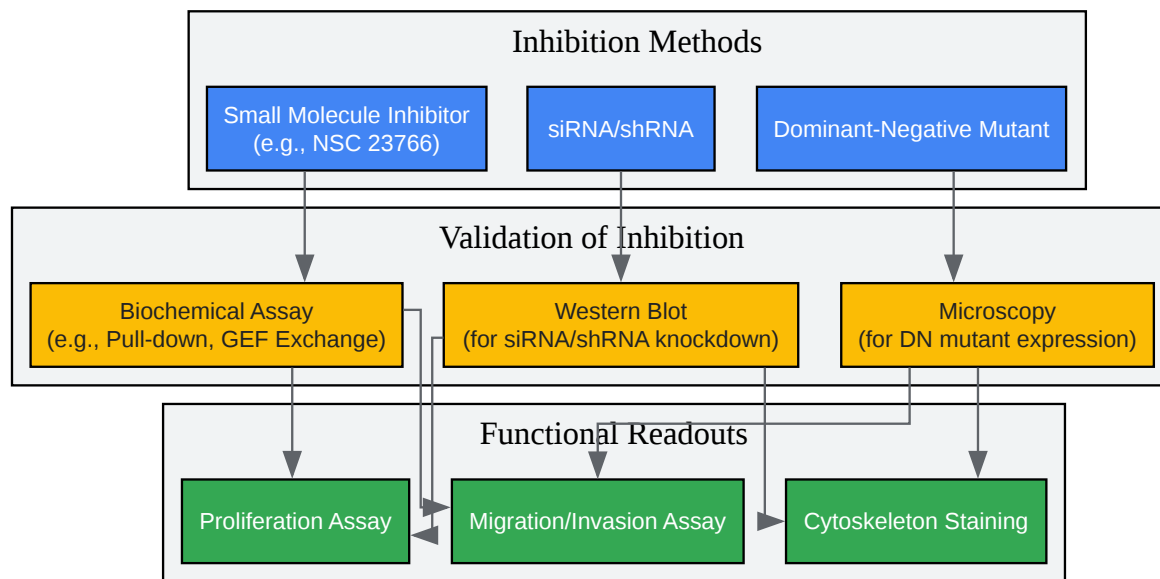 Inhibition Methods
Small Molecule Inhibitor
(e.g., NSC 23766)
siRNA/shRNA
Dominant-Negative Mutant
Validation of Inhibition
Biochemical Assay
(e.g., Pull-down, GEF Exchange)
Western Blot
(for siRNA/shRNA knockdown)
Microscopy
(for DN mutant expression)
Functional Readouts
Proliferation Assay
Migration/Invasion Assay
Cytoskeleton Staining